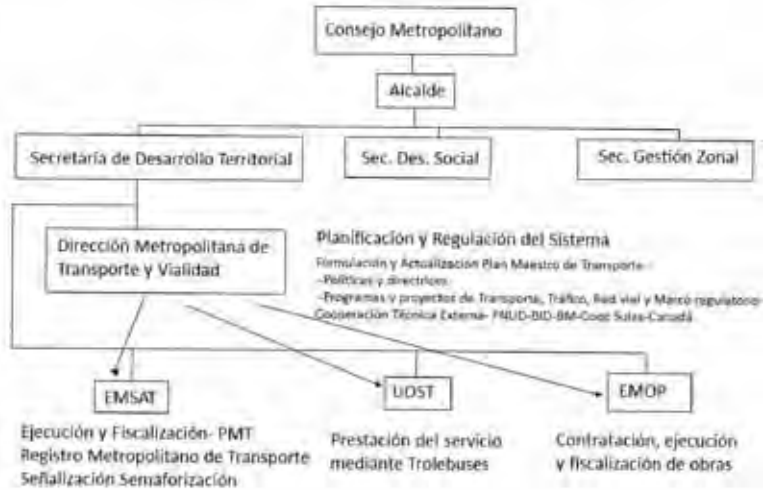 Consejo Metropolitano
Alcalde
Secretaría de Desarrollo Territorial
Sec. Des. Social
Sec. Gestión Zonal
Dirección Metropolitana de
Transporte y Vialidad
Planificación y Regulación del Sistema
Formulación y Actualización Plan Maestro de Transporte
-Políticas y directrices
-Programas y proyectos de Transporte, Tráfico, Red vial y Marco regulatorio
Cooperación Técnica Externa- PNUD-BID-BM-Coop Suiza-Canadá
EMSAT
UOST
EMOP
Ejecución y Fiscalización- PMT
Registro Metropolitano de Transporte
Señalización Semaforización
Prestación del servicio
mediante Trolebuses
Contratación, ejecución
y fiscalización de obras